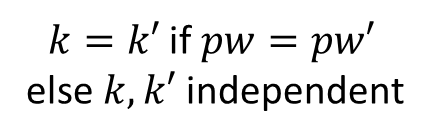 k = k′ if pw = pw′
else k, k′ independent